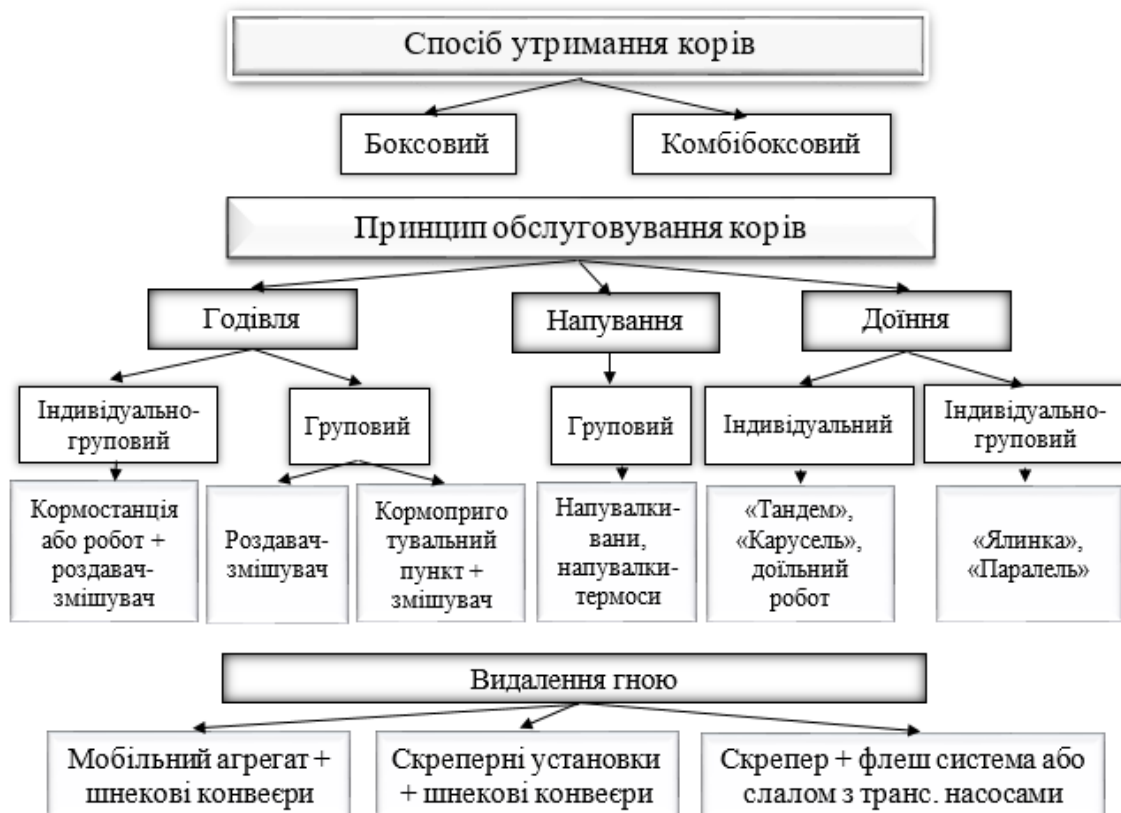 Спосіб утримання корів
Боксовий
Комбібоксовий
Принцип обслуговування корів
Годівля
Напування
Доїння
Індивідуально-
груповий
Груповий
Груповий
Індивідуальний
Індивідуально-
груповий
Кормостанція
або робот +
роздавач-
змішувач
Роздавач-
змішувач
Кормоприго
тувальний
пункт +
змішувач
Напувалки-
вани,
напувалки-
термоси
«Тандем»,
«Карусель»,
доїльний
робот
«Ялинка»,
«Паралель»
Видалення гною
Мобільний агрегат +
шнекові конвеєри
Скреперні установки
+ шнекові конвеєри
Скрепер + флеш система або
слалом з транс. насосами